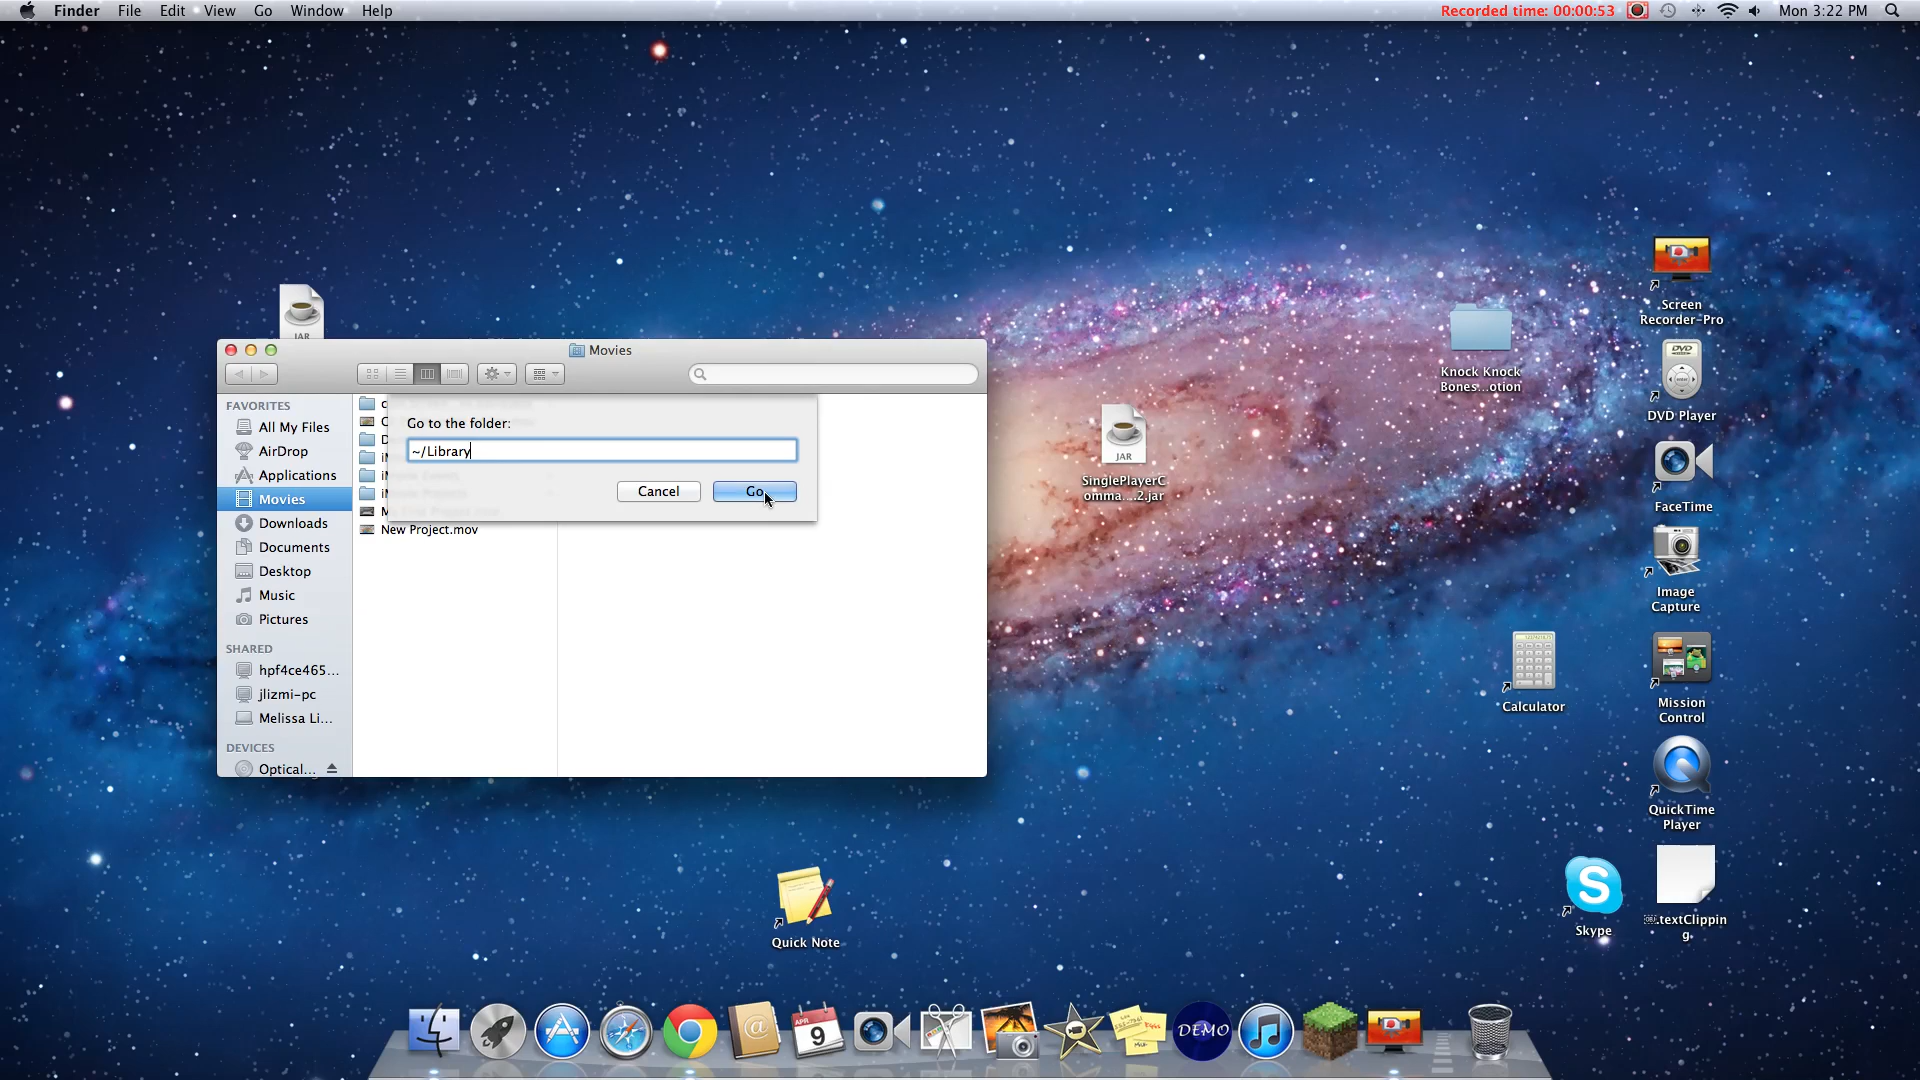 Finder File Edit View Go Window Help
Recorded time: 00:00:53
Mon 3:22 PM
JAR
Movies
FAVORITES
All My Files
AirDrop
Applications
Movies
Downloads
Documents
Desktop
Music
Pictures
SHARED
hpf4ce465...
jlizmi-pc
Melissa Li...
DEVICES
Optical...
Go to the folder:
~/Library
Cancel Go
New Project.mov
JAR
SinglePlayerC
omma....2.jar
Knock Knock
Bones...otion
Screen
Recorder-Pro
DVD
DVD Player
FaceTime
Image
Capture
Calculator
Mission
Control
QuickTime
Player
Skype
.textClippin
g
Quick Note
APR
9
DEMO